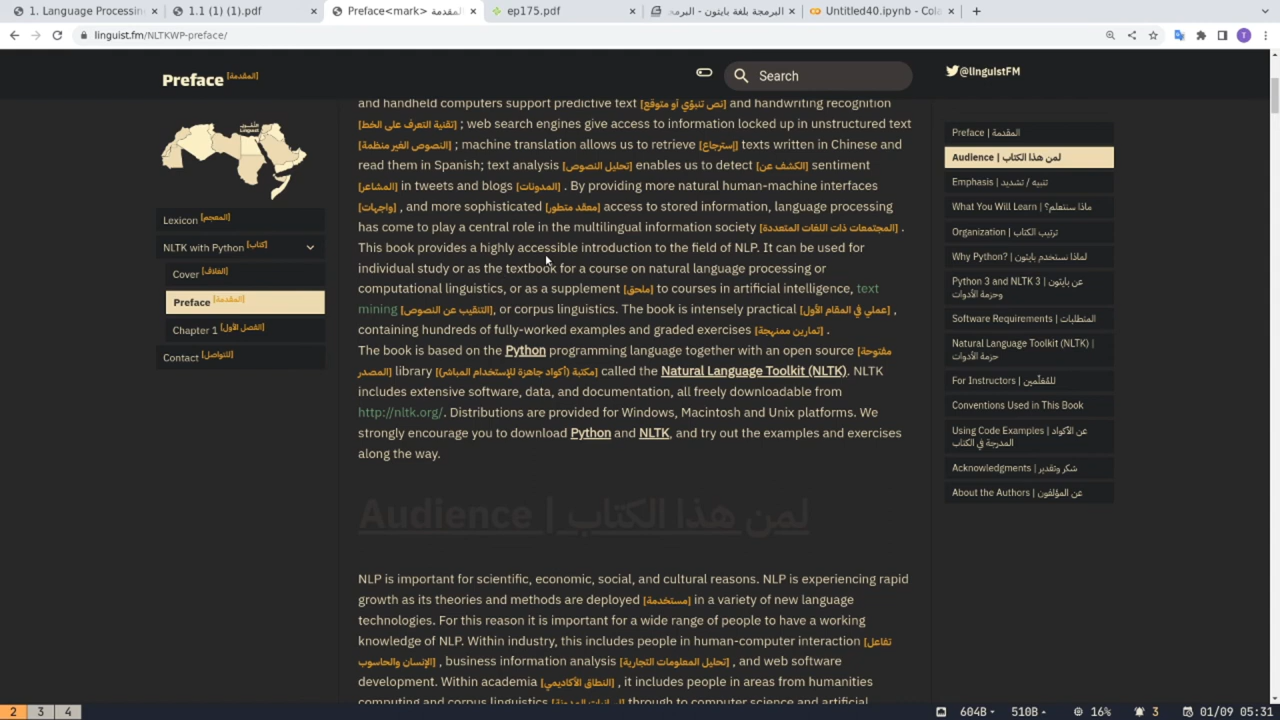 1. Language Processin
1.1 (1) (1).pdf
Preface<mark> المقدمة
ep175.pdf
البرمجة بلغة بايثون - البرمج
Untitled40.ipynb - Cola
linguist.fm/NLTKWP-preface/
Preface [المقدمة]
Search
@linguistFM
Lexicon [المعجم]
NLTK with Python [كتاب]
Cover [الغلاف]
Preface [المقدمة]
Chapter 1 [الفصل الأول]
Contact [للتواصل]
and handheld computers support predictive text [نص تنبؤي أو متوقع] and handwriting recognition
[تقنية التعرف على الخط] ; web search engines give access to information locked up in unstructured text
[النصوص الغير منظمة] ; machine translation allows us to retrieve [إسترجاع] texts written in Chinese and
read them in Spanish; text analysis [تحليل النصوص] enables us to detect [الكشف عن] sentiment
[المشاعر] in tweets and blogs [المدونات] . By providing more natural human-machine interfaces
[واجهات] , and more sophisticated [معقد متطور] access to stored information, language processing
has come to play a central role in the multilingual information society [المجتمعات ذات اللغات المتعددة] .
This book provides a highly accessible introduction to the field of NLP. It can be used for
individual study or as the textbook for a course on natural language processing or
computational linguistics, or as a supplement [ملحق] to courses in artificial intelligence, text
mining [التنقيب عن النصوص], or corpus linguistics. The book is intensely practical [عملي في المقام الأول] ,
containing hundreds of fully-worked examples and graded exercises [تمارين ممنهجة] .
The book is based on the Python programming language together with an open source [مفتوحة
المصدر] library [مكتبة (أكواد جاهزة للإستخدام المباشر)] called the Natural Language Toolkit (NLTK). NLTK
includes extensive software, data, and documentation, all freely downloadable from
http://nltk.org/. Distributions are provided for Windows, Macintosh and Unix platforms. We
strongly encourage you to download Python and NLTK, and try out the examples and exercises
along the way.
Audience | لمن هذا الكتاب
NLP is important for scientific, economic, social, and cultural reasons. NLP is experiencing rapid
growth as its theories and methods are deployed [مستخدمة] in a variety of new language
technologies. For this reason it is important for a wide range of people to have a working
knowledge of NLP. Within industry, this includes people in human-computer interaction [تفاعل
الإنسان والحاسوب] , business information analysis [تحليل المعلومات التجارية] , and web software
development. Within academia [النطاق الأكاديمي] , it includes people in areas from humanities
computing and corpus linguistics [لسانيات المدونة] through to computer science and artificial
Preface | المقدمة
Audience | لمن هذا الكتاب
Emphasis | تنبيه / تشديد
What You Will Learn | ماذا ستتعلم؟
Organization | ترتيب الكتاب
Why Python? | لماذا نستخدم بايثون
Python 3 and NLTK 3 | عن بايثون
وحزمة الأدوات
Software Requirements | المتطلبات
Natural Language Toolkit (NLTK) |
حزمة الأدوات
For Instructors | للمُعَلِّمين
Conventions Used in This Book
Using Code Examples | عن الأكواد
المدرجة في الكتاب
Acknowledgments | شكر وتقدير
About the Authors | عن المؤلفون
2 3 4
604B 510B 16% 3 01/09 05:31